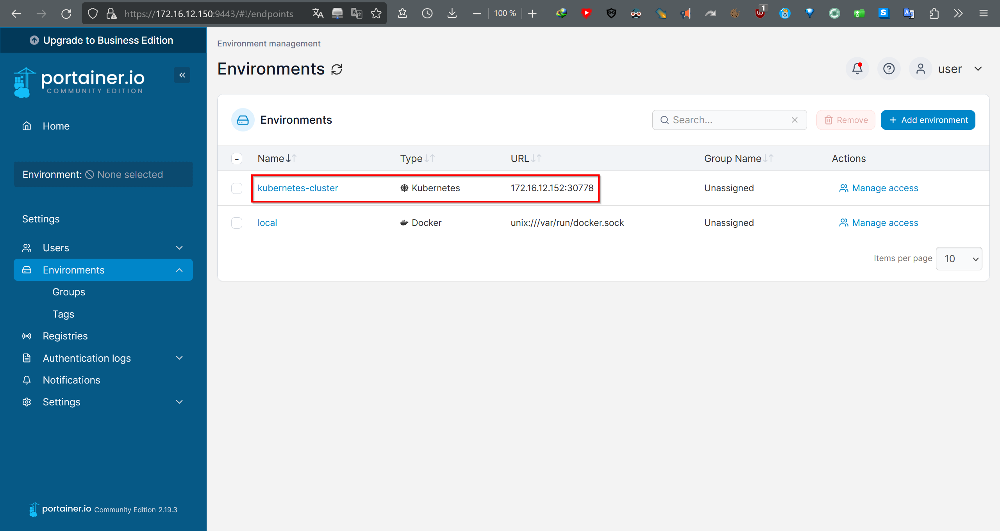 https://172.16.12.150:9443/#!/endpoints
100 %
1
Upgrade to Business Edition
portainer.io
COMMUNITY EDITION
Home
Environment: None selected
Settings
Users
Environments
Groups
Tags
Registries
Authentication logs
Notifications
Settings
portainer.io Community Edition 2.19.3
Environment management
Environments
user
Environments
Search...
Remove
Add environment
Name Type URL Group Name Actions
kubernetes-cluster Kubernetes 172.16.12.152:30778 Unassigned Manage access
local Docker unix:///var/run/docker.sock Unassigned Manage access
Items per page 10